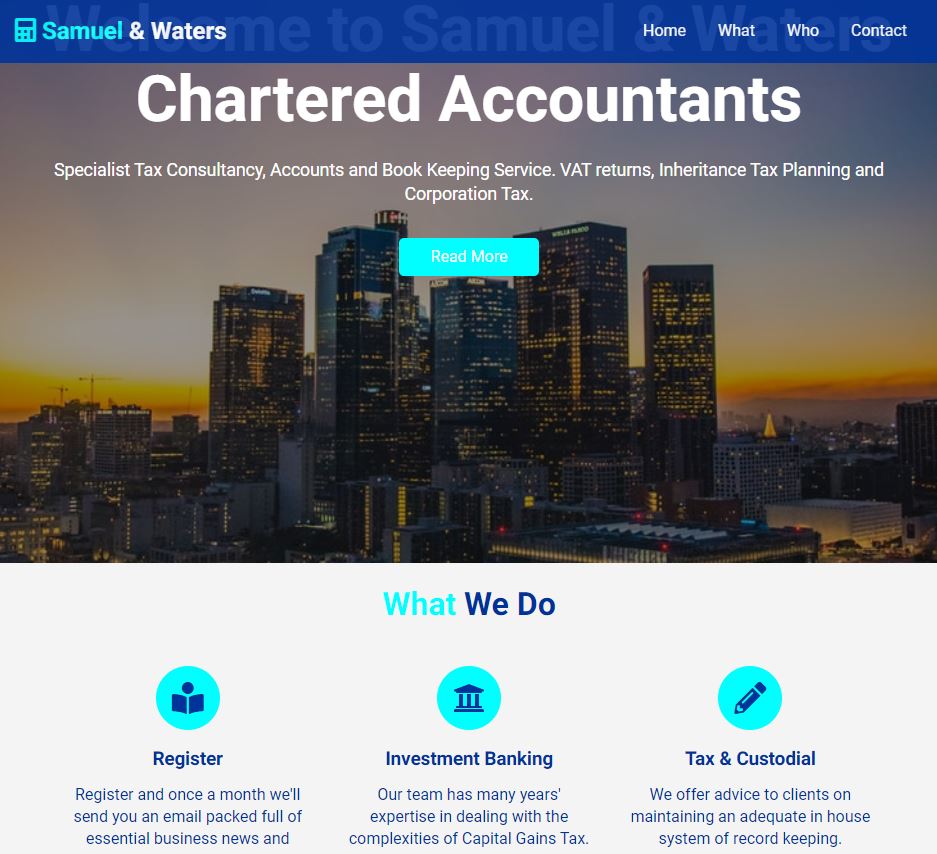 Samuel & Waters
Home What Who Contact
Welcome to Samuel & Waters
Chartered Accountants
Specialist Tax Consultancy, Accounts and Book Keeping Service. VAT returns, Inheritance Tax Planning and
Corporation Tax.
Read More
WELLS FARGO
Deloitte.
What We Do
Register
Register and once a month we'll
send you an email packed full of
essential business news and
Investment Banking
Our team has many years'
expertise in dealing with the
complexities of Capital Gains Tax.
Tax & Custodial
We offer advice to clients on
maintaining an adequate in house
system of record keeping.